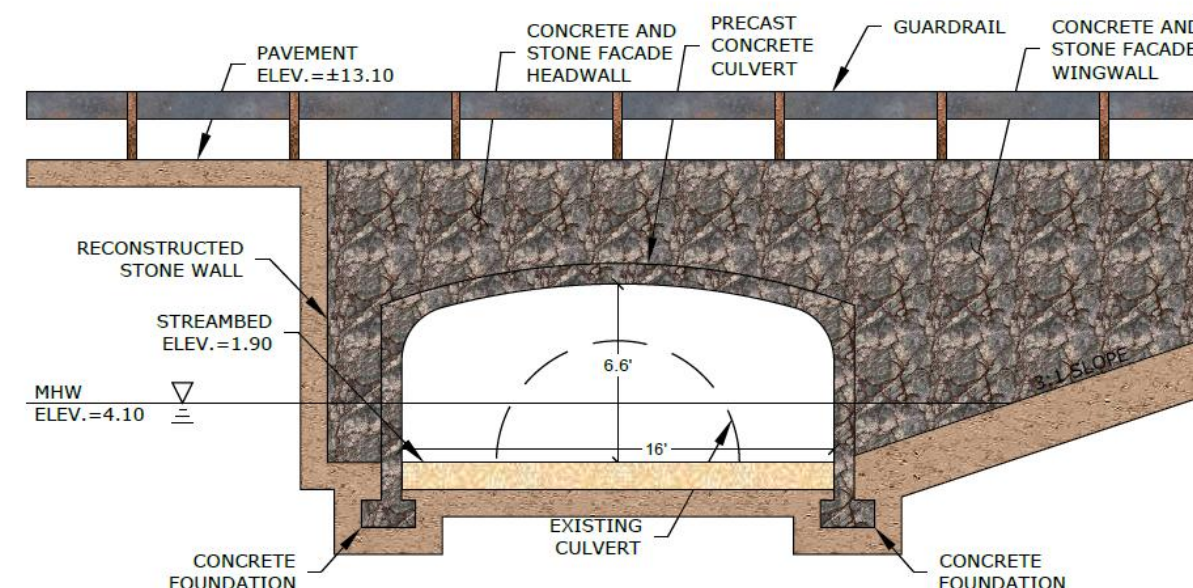 PAVEMENT
ELEV.=±13.10
CONCRETE AND
STONE FACADE
HEADWALL
PRECAST
CONCRETE
CULVERT
GUARDRAIL
CONCRETE AND
STONE FACADE
WINGWALL
RECONSTRUCTED
STONE WALL
STREAMBED
ELEV.=1.90
MHW
ELEV.=4.10
6.6'
16'
3:1 SLOPE
EXISTING
CULVERT
CONCRETE
FOUNDATION
CONCRETE
FOUNDATION